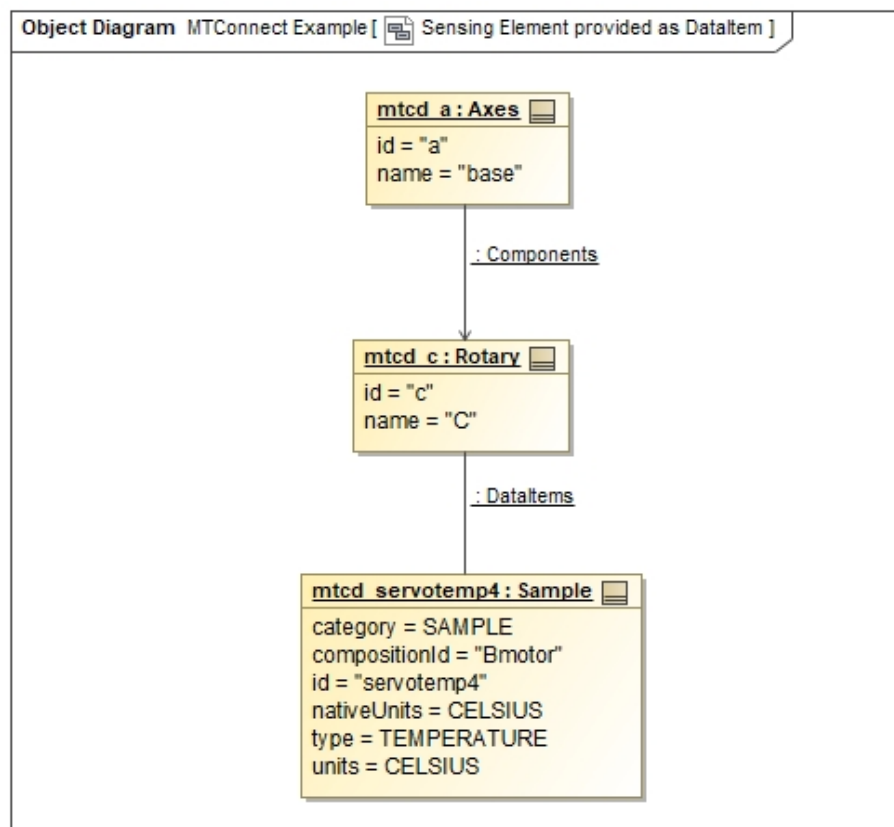 Object Diagram MTConnect Example [ Sensing Element provided as DataItem ]
mtcd_a : Axes
id = "a"
name = "base"
: Components
mtcd_c : Rotary
id = "c"
name = "C"
: DataItems
mtcd_servotemp4 : Sample
category = SAMPLE
compositionId = "Bmotor"
id = "servotemp4"
nativeUnits = CELSIUS
type = TEMPERATURE
units = CELSIUS